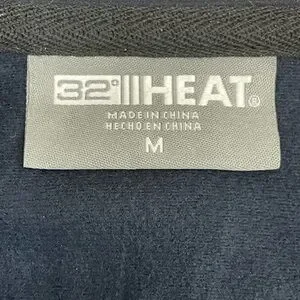 32° HEAT®
MADE IN CHINA
HECHO EN CHINA
M